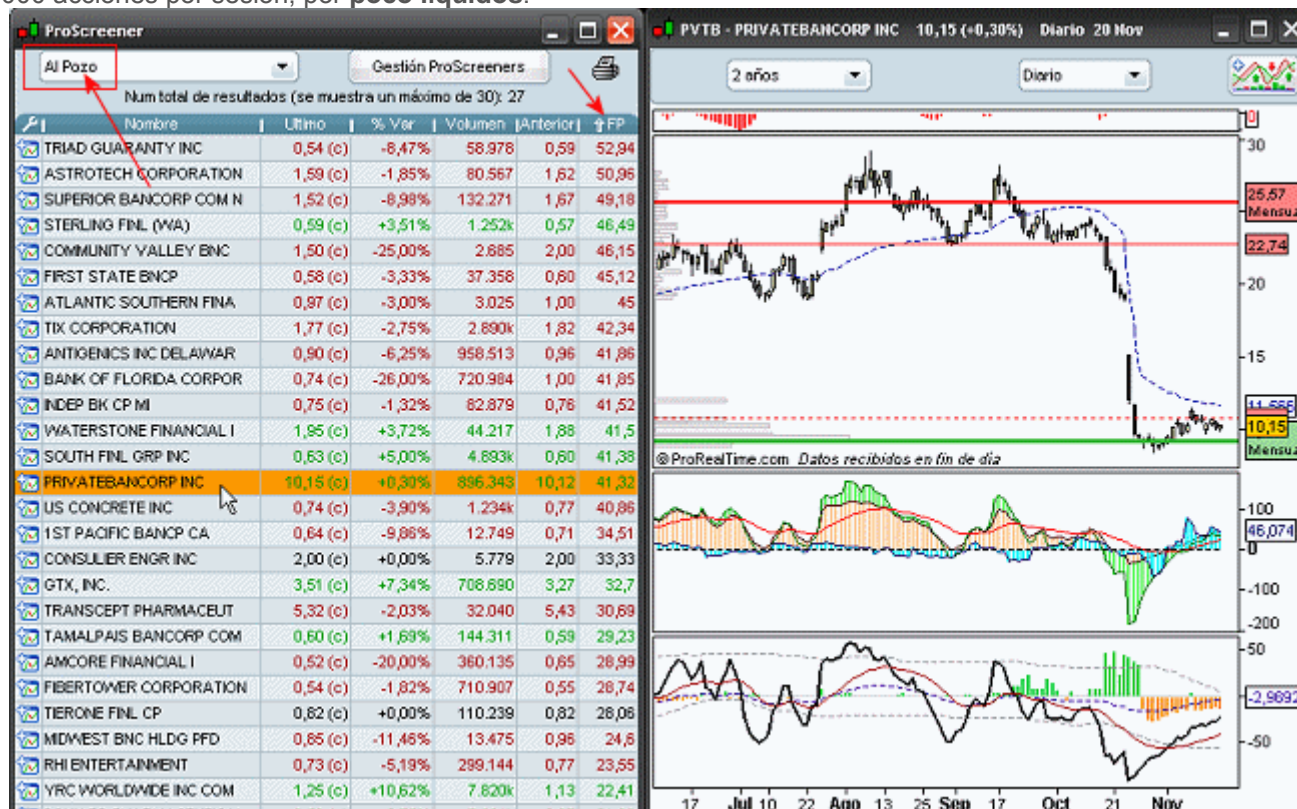 000 acciones por sesión, por poco líquidos.
ProScreener
Al Pozo
Gestión ProScreeners
Num total de resultados (se muestra un máximo de 30): 27
Nombre Ultimo % Var Volumen Anterior FP
TRIAD GUARANTY INC 0,54 (c) -8,47% 58.978 0,59 52,94
ASTROTECH CORPORATION 1,59 (c) -1,85% 80.567 1,62 50,96
SUPERIOR BANCORP COM N 1,52 (c) -8,98% 132.271 1,67 49,18
STERLING FINL (WA) 0,59 (c) +3,51% 1.252k 0,57 46,49
COMMUNITY VALLEY BNC 1,50 (c) -25,00% 2.685 2,00 46,15
FIRST STATE BNCP 0,58 (c) -3,33% 37.358 0,60 45,12
ATLANTIC SOUTHERN FINA 0,97 (c) -3,00% 3.025 1,00 45
TIX CORPORATION 1,77 (c) -2,75% 2.890k 1,82 42,34
ANTIGENICS INC DELAWAR 0,90 (c) -6,25% 958.513 0,96 41,86
BANK OF FLORIDA CORPOR 0,74 (c) -26,00% 720.984 1,00 41,85
INDEP BK CP MI 0,75 (c) -1,32% 82.879 0,76 41,52
WATERSTONE FINANCIAL I 1,95 (c) +3,72% 44.217 1,88 41,5
SOUTH FINL GRP INC 0,63 (c) +5,00% 4.893k 0,60 41,38
PRIVATEBANCORP INC 10,15 (c) +0,30% 896.343 10,12 41,32
US CONCRETE INC 0,74 (c) -3,90% 1.234k 0,77 40,86
1ST PACIFIC BANCP CA 0,64 (c) -9,86% 12.749 0,71 34,51
CONSULIER ENGR INC 2,00 (c) +0,00% 5.779 2,00 33,33
GTX, INC. 3,51 (c) +7,34% 708.690 3,27 32,7
TRANSCEPT PHARMACEUT 5,32 (c) -2,03% 32.040 5,43 30,69
TAMALPAIS BANCORP COM 0,60 (c) +1,69% 144.311 0,59 29,23
AMCORE FINANCIAL I 0,52 (c) -20,00% 360.135 0,65 28,99
FIBERTOWER CORPORATION 0,54 (c) -1,82% 710.907 0,55 28,74
TIERONE FINL CP 0,82 (c) +0,00% 110.239 0,82 28,06
MIDWEST BNC HLDG PFD 0,85 (c) -11,46% 13.475 0,96 24,6
RHI ENTERTAINMENT 0,73 (c) -5,19% 299.144 0,77 23,55
YRC WORLDWIDE INC COM 1,25 (c) +10,62% 7.820k 1,13 22,41
PVTB - PRIVATEBANCORP INC 10,15 (+0,30%) Diario 20 Nov
2 años Diario
0
30
25,57
Mensua
22,74
20
15
11,566
10,15
Mensua
©ProRealTime.com Datos recibidos en fin de día
100
46,074
0
-100
-200
50
-2,9692
-50
17 Jul 10 22 Ago 13 25 Sep 17 Oct 21 Nov